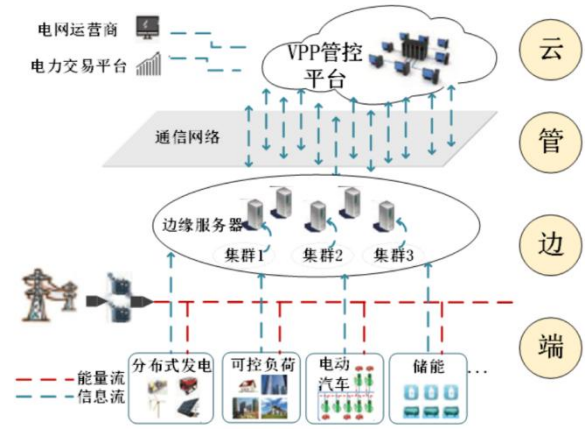 电网运营商
电力交易平台
VPP管控
平台
云
通信网络
管
边缘服务器
集群1
集群2
集群3
边
端
分布式发电
可控负荷
电动
汽车
储能
...
能量流
信息流